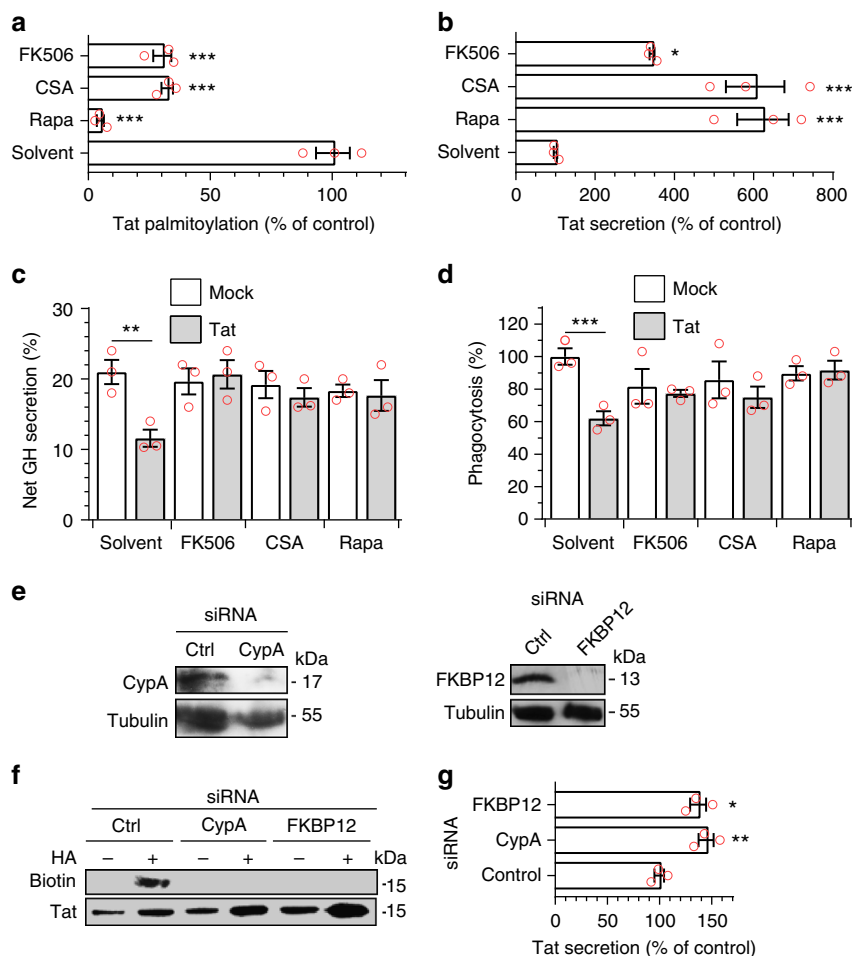 a
FK506
***
CSA
***
Rapa
***
Solvent
0 50 100
Tat palmitoylation (% of control)
b
FK506
*
CSA
***
Rapa
***
Solvent
0 200 400 600 800
Tat secretion (% of control)
c
Mock
Tat
30
20
10
0
Net GH secretion (%)
**
Solvent FK506 CSA Rapa
d
Mock
Tat
120
100
80
60
40
20
0
Phagocytosis (%)
***
Solvent FK506 CSA Rapa
e
siRNA
Ctrl CypA
kDa
CypA - 17
Tubulin - 55
siRNA
Ctrl FKBP12
kDa
FKBP12 - 13
Tubulin - 55
f
siRNA
Ctrl CypA FKBP12
HA – + – + – + kDa
Biotin -15
Tat -15
g
siRNA
FKBP12
*
CypA
**
Control
0 50 100 150
Tat secretion (% of control)